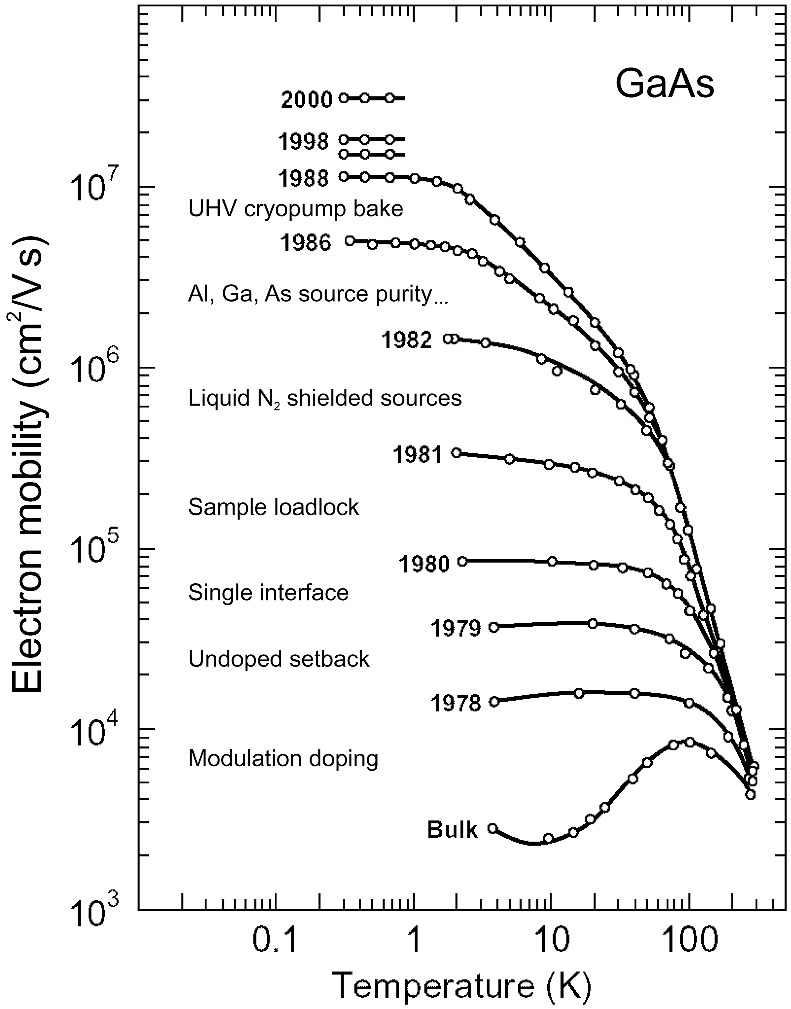 GaAs
2000
1998
1988
UHV cryopump bake
1986
Al, Ga, As source purity...
1982
Liquid N₂ shielded sources
1981
Sample loadlock
1980
Single interface
1979
Undoped setback
1978
Modulation doping
Bulk
10⁷
10⁶
10⁵
10⁴
10³
Electron mobility (cm²/V s)
0.1 1 10 100
Temperature (K)